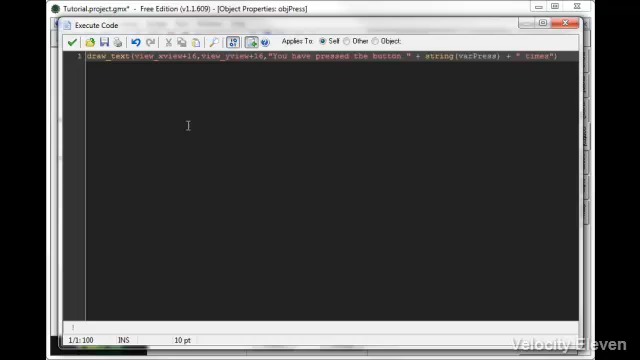 Tutorial.project.gmx* - Free Edition (v1.1.609) - [Object Properties: objPress]
Execute Code
Applies To: Self Other Object:
1 draw_text(view_xview+16,view_yview+16,"You have pressed the button " + string(varPress) + " times")
1/1:100 INS 10 pt
Velocity Eleven